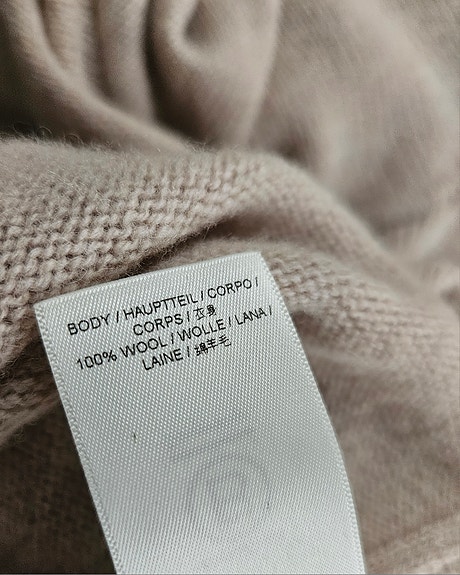 BODY / HAUPTTEIL / CORPO /
CORPS / 衣身
100% WOOL / WOLLE / LANA /
LAINE / 绵羊毛